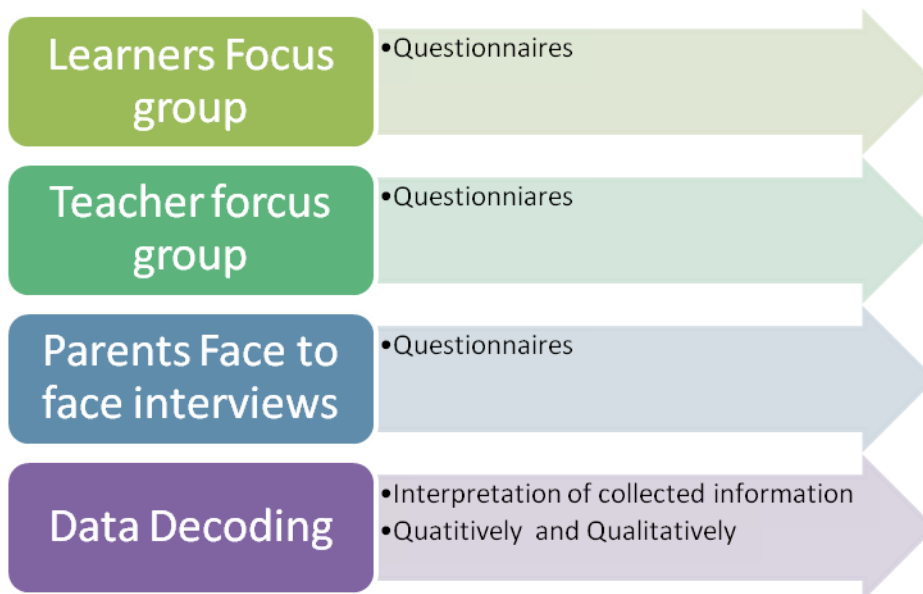 Learners Focus
group
•Questionnaires
Teacher forcus
group
•Questionniares
Parents Face to
face interviews
•Questionnaires
Data Decoding
•Interpretation of collected information
•Quatitively and Qualitatively